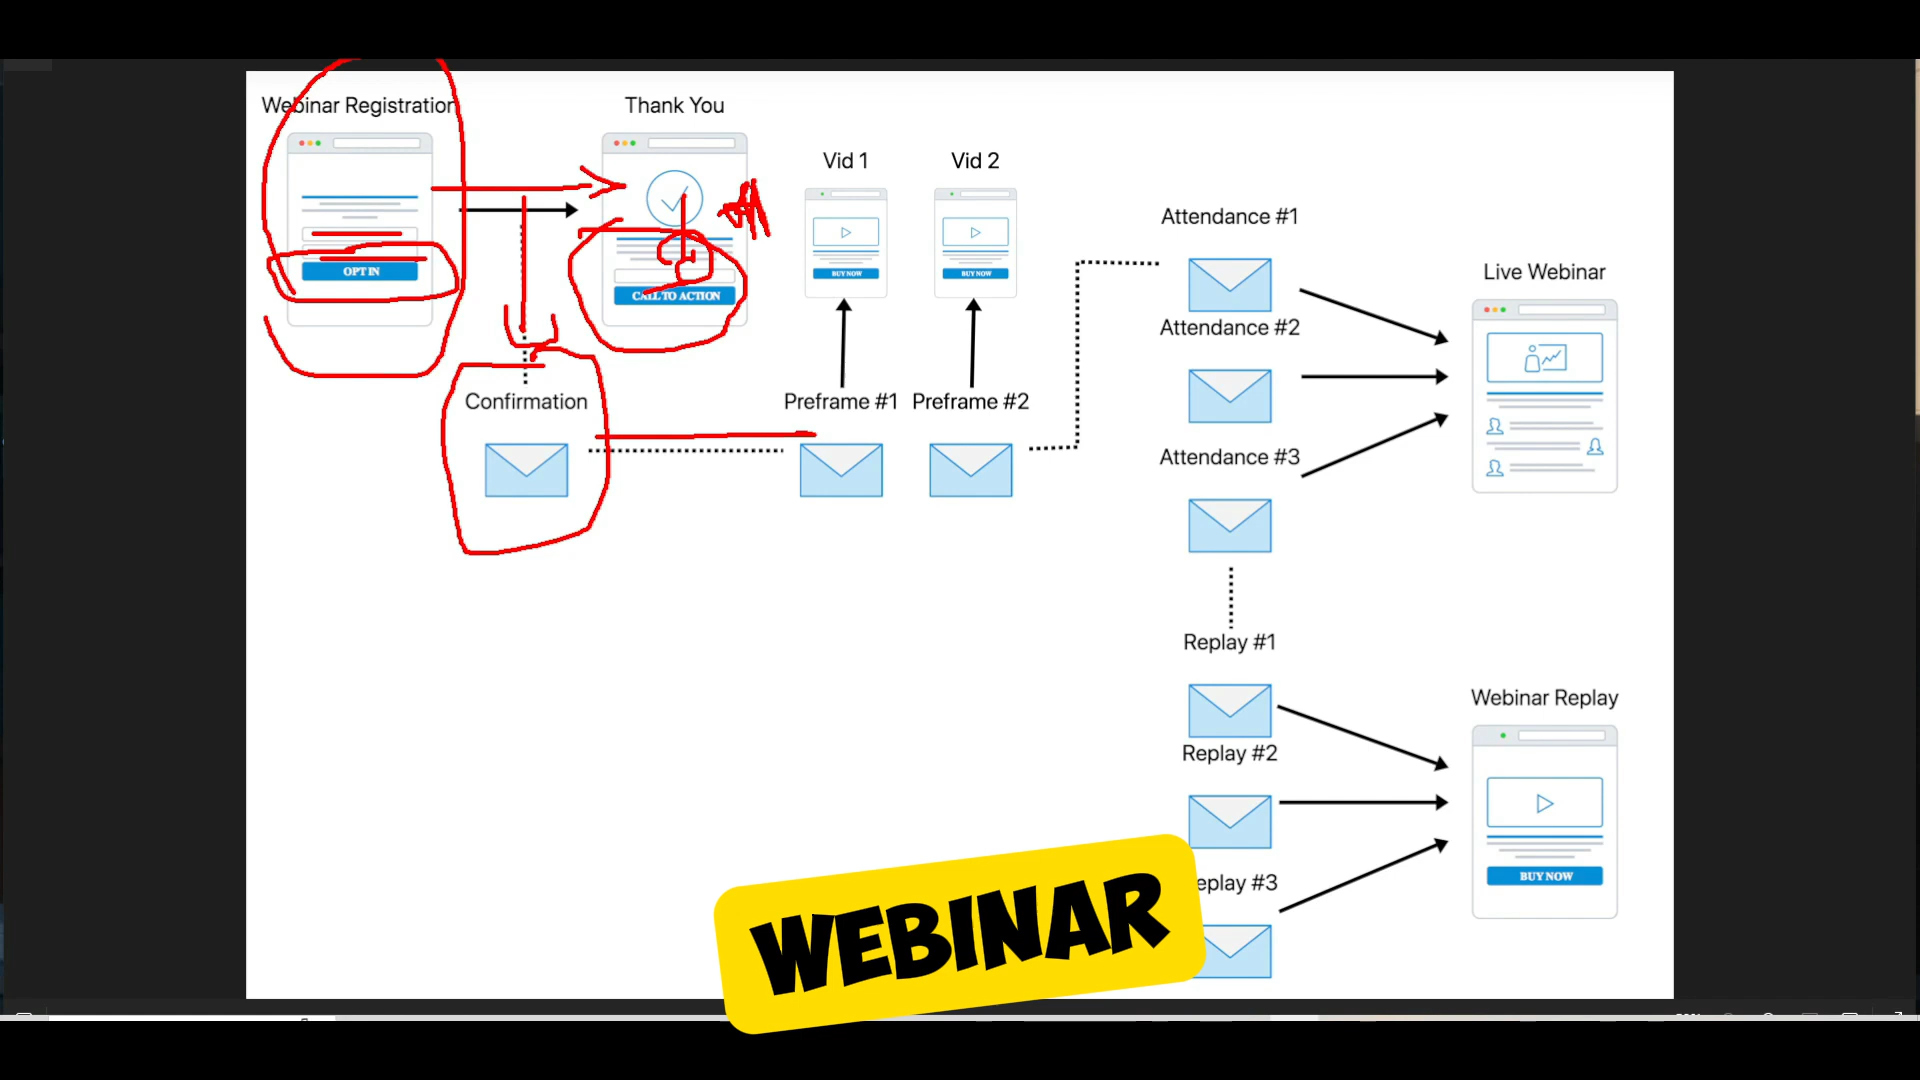 Webinar Registration
Thank You
Vid 1
Vid 2
OPT IN
CALL TO ACTION
BUY NOW
BUY NOW
Attendance #1
Attendance #2
Attendance #3
Live Webinar
Confirmation
Preframe #1
Preframe #2
Replay #1
Replay #2
eplay #3
Webinar Replay
BUY NOW
WEBINAR